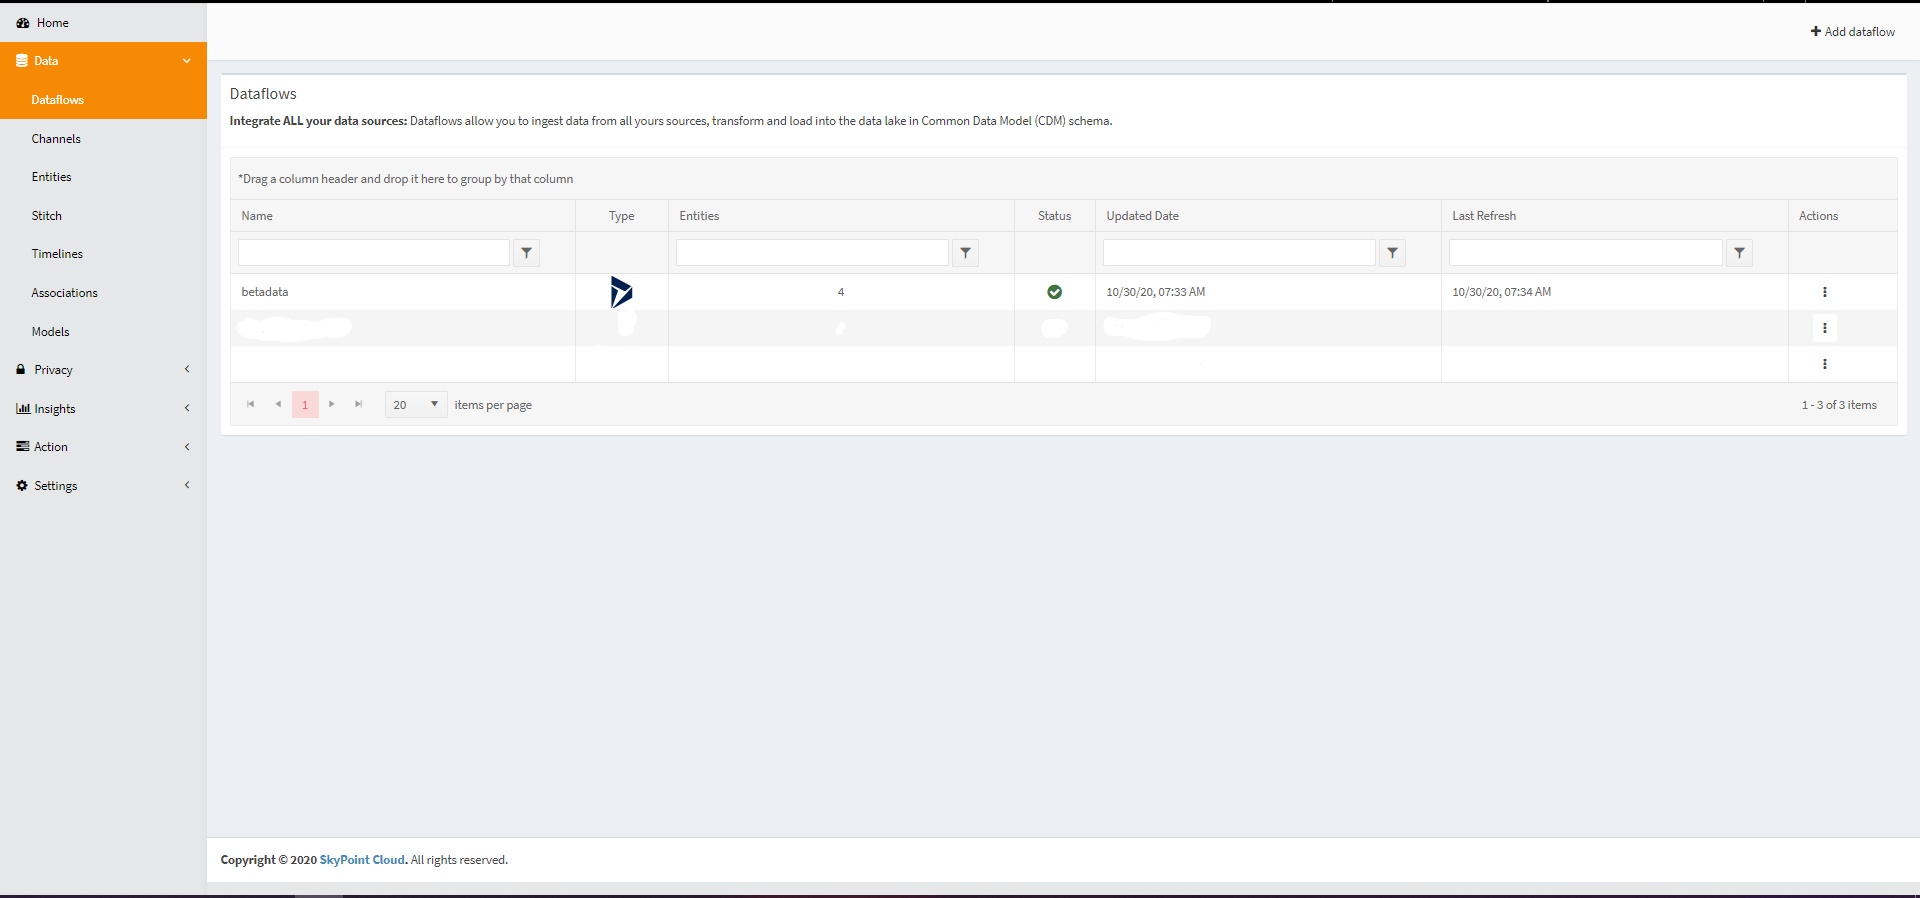 Home
Data
Dataflows
Channels
Entities
Stitch
Timelines
Associations
Models
Privacy
Insights
Action
Settings
Add dataflow
Dataflows
Integrate ALL your data sources: Dataflows allow you to ingest data from all yours sources, transform and load into the data lake in Common Data Model (CDM) schema.
*Drag a column header and drop it here to group by that column
Name Type Entities Status Updated Date Last Refresh Actions
betadata 4 10/30/20, 07:33 AM 10/30/20, 07:34 AM
1 20 items per page 1 - 3 of 3 items
Copyright © 2020 SkyPoint Cloud. All rights reserved.